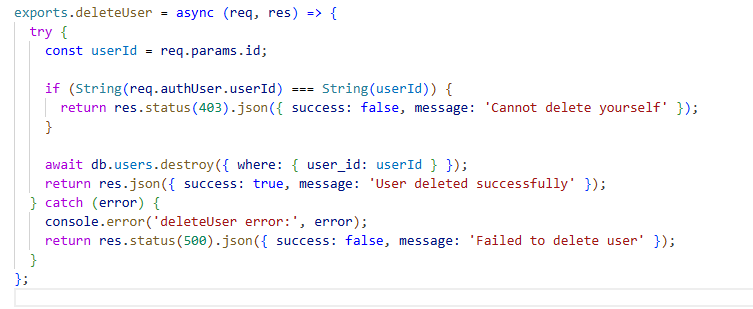 exports.deleteUser = async (req, res) => {
  try {
    const userId = req.params.id;

    if (String(req.authUser.userId) === String(userId)) {
      return res.status(403).json({ success: false, message: 'Cannot delete yourself' });
    }

    await db.users.destroy({ where: { user_id: userId } });
    return res.json({ success: true, message: 'User deleted successfully' });
  } catch (error) {
    console.error('deleteUser error:', error);
    return res.status(500).json({ success: false, message: 'Failed to delete user' });
  }
};